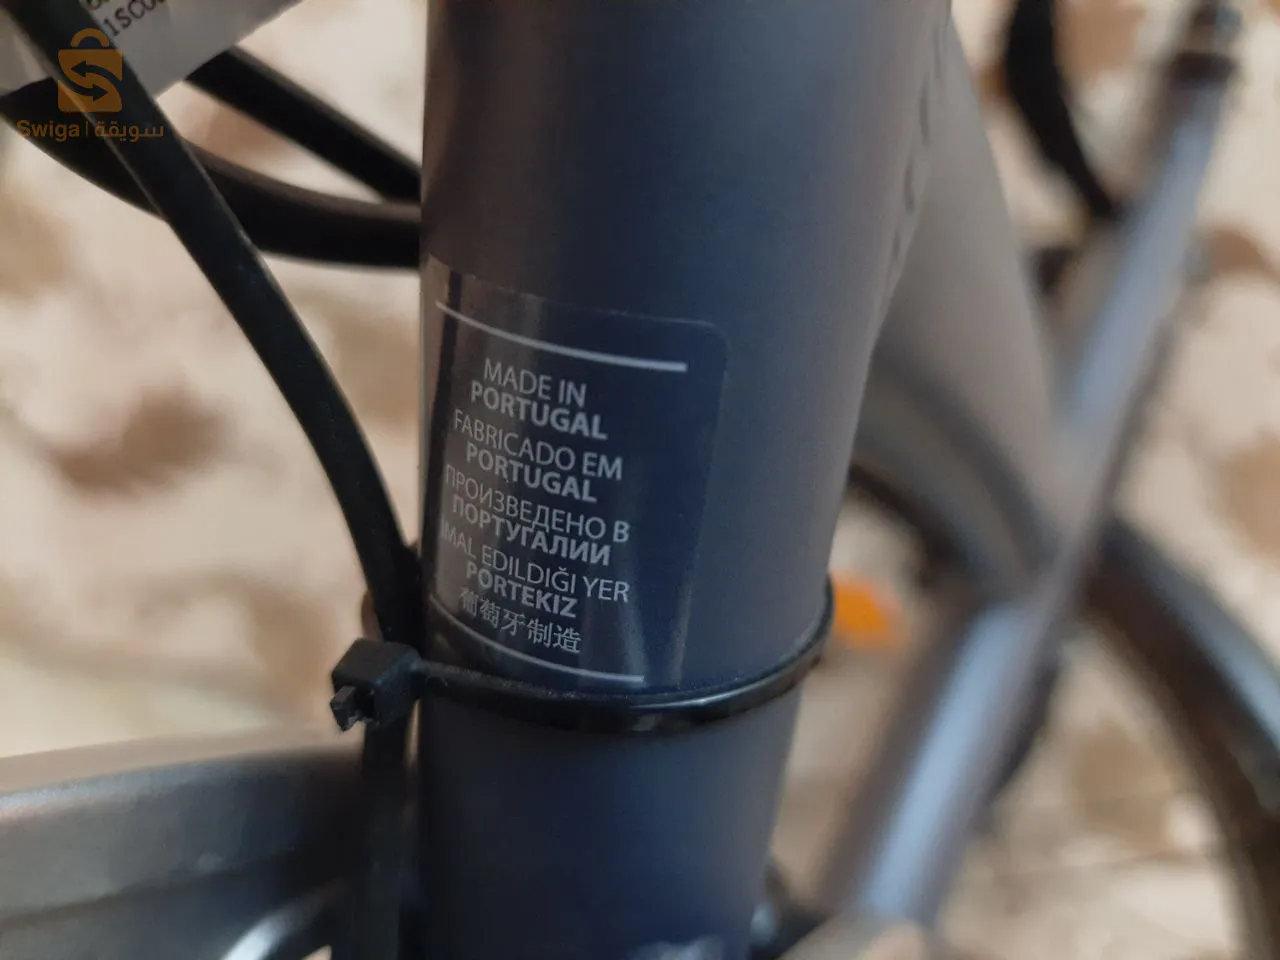 Swiga | سويقة
MADE IN
PORTUGAL
FABRICADO EM
PORTUGAL
ПРОИЗВЕДЕНО В
ПОРТУГАЛИИ
IMAL EDILDIĞI YER
PORTEKIZ
葡萄牙制造